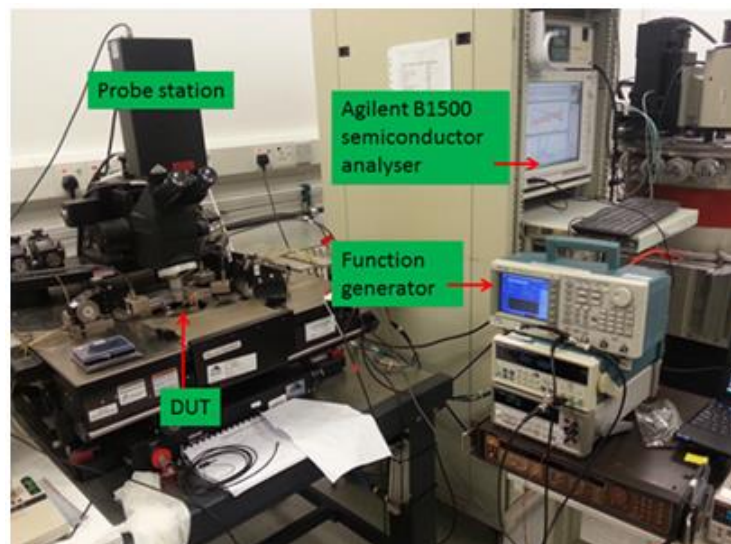 Probe station
Agilent B1500
semiconductor
analyser
Function
generator
DUT